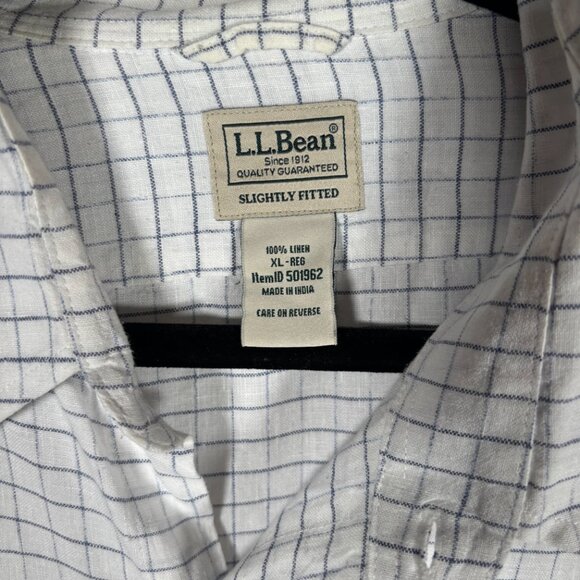 L.L.Bean®
Since 1912
QUALITY GUARANTEED
SLIGHTLY FITTED
100% LINEN
XL-REG
ItemID 501962
MADE IN INDIA
CARE ON REVERSE